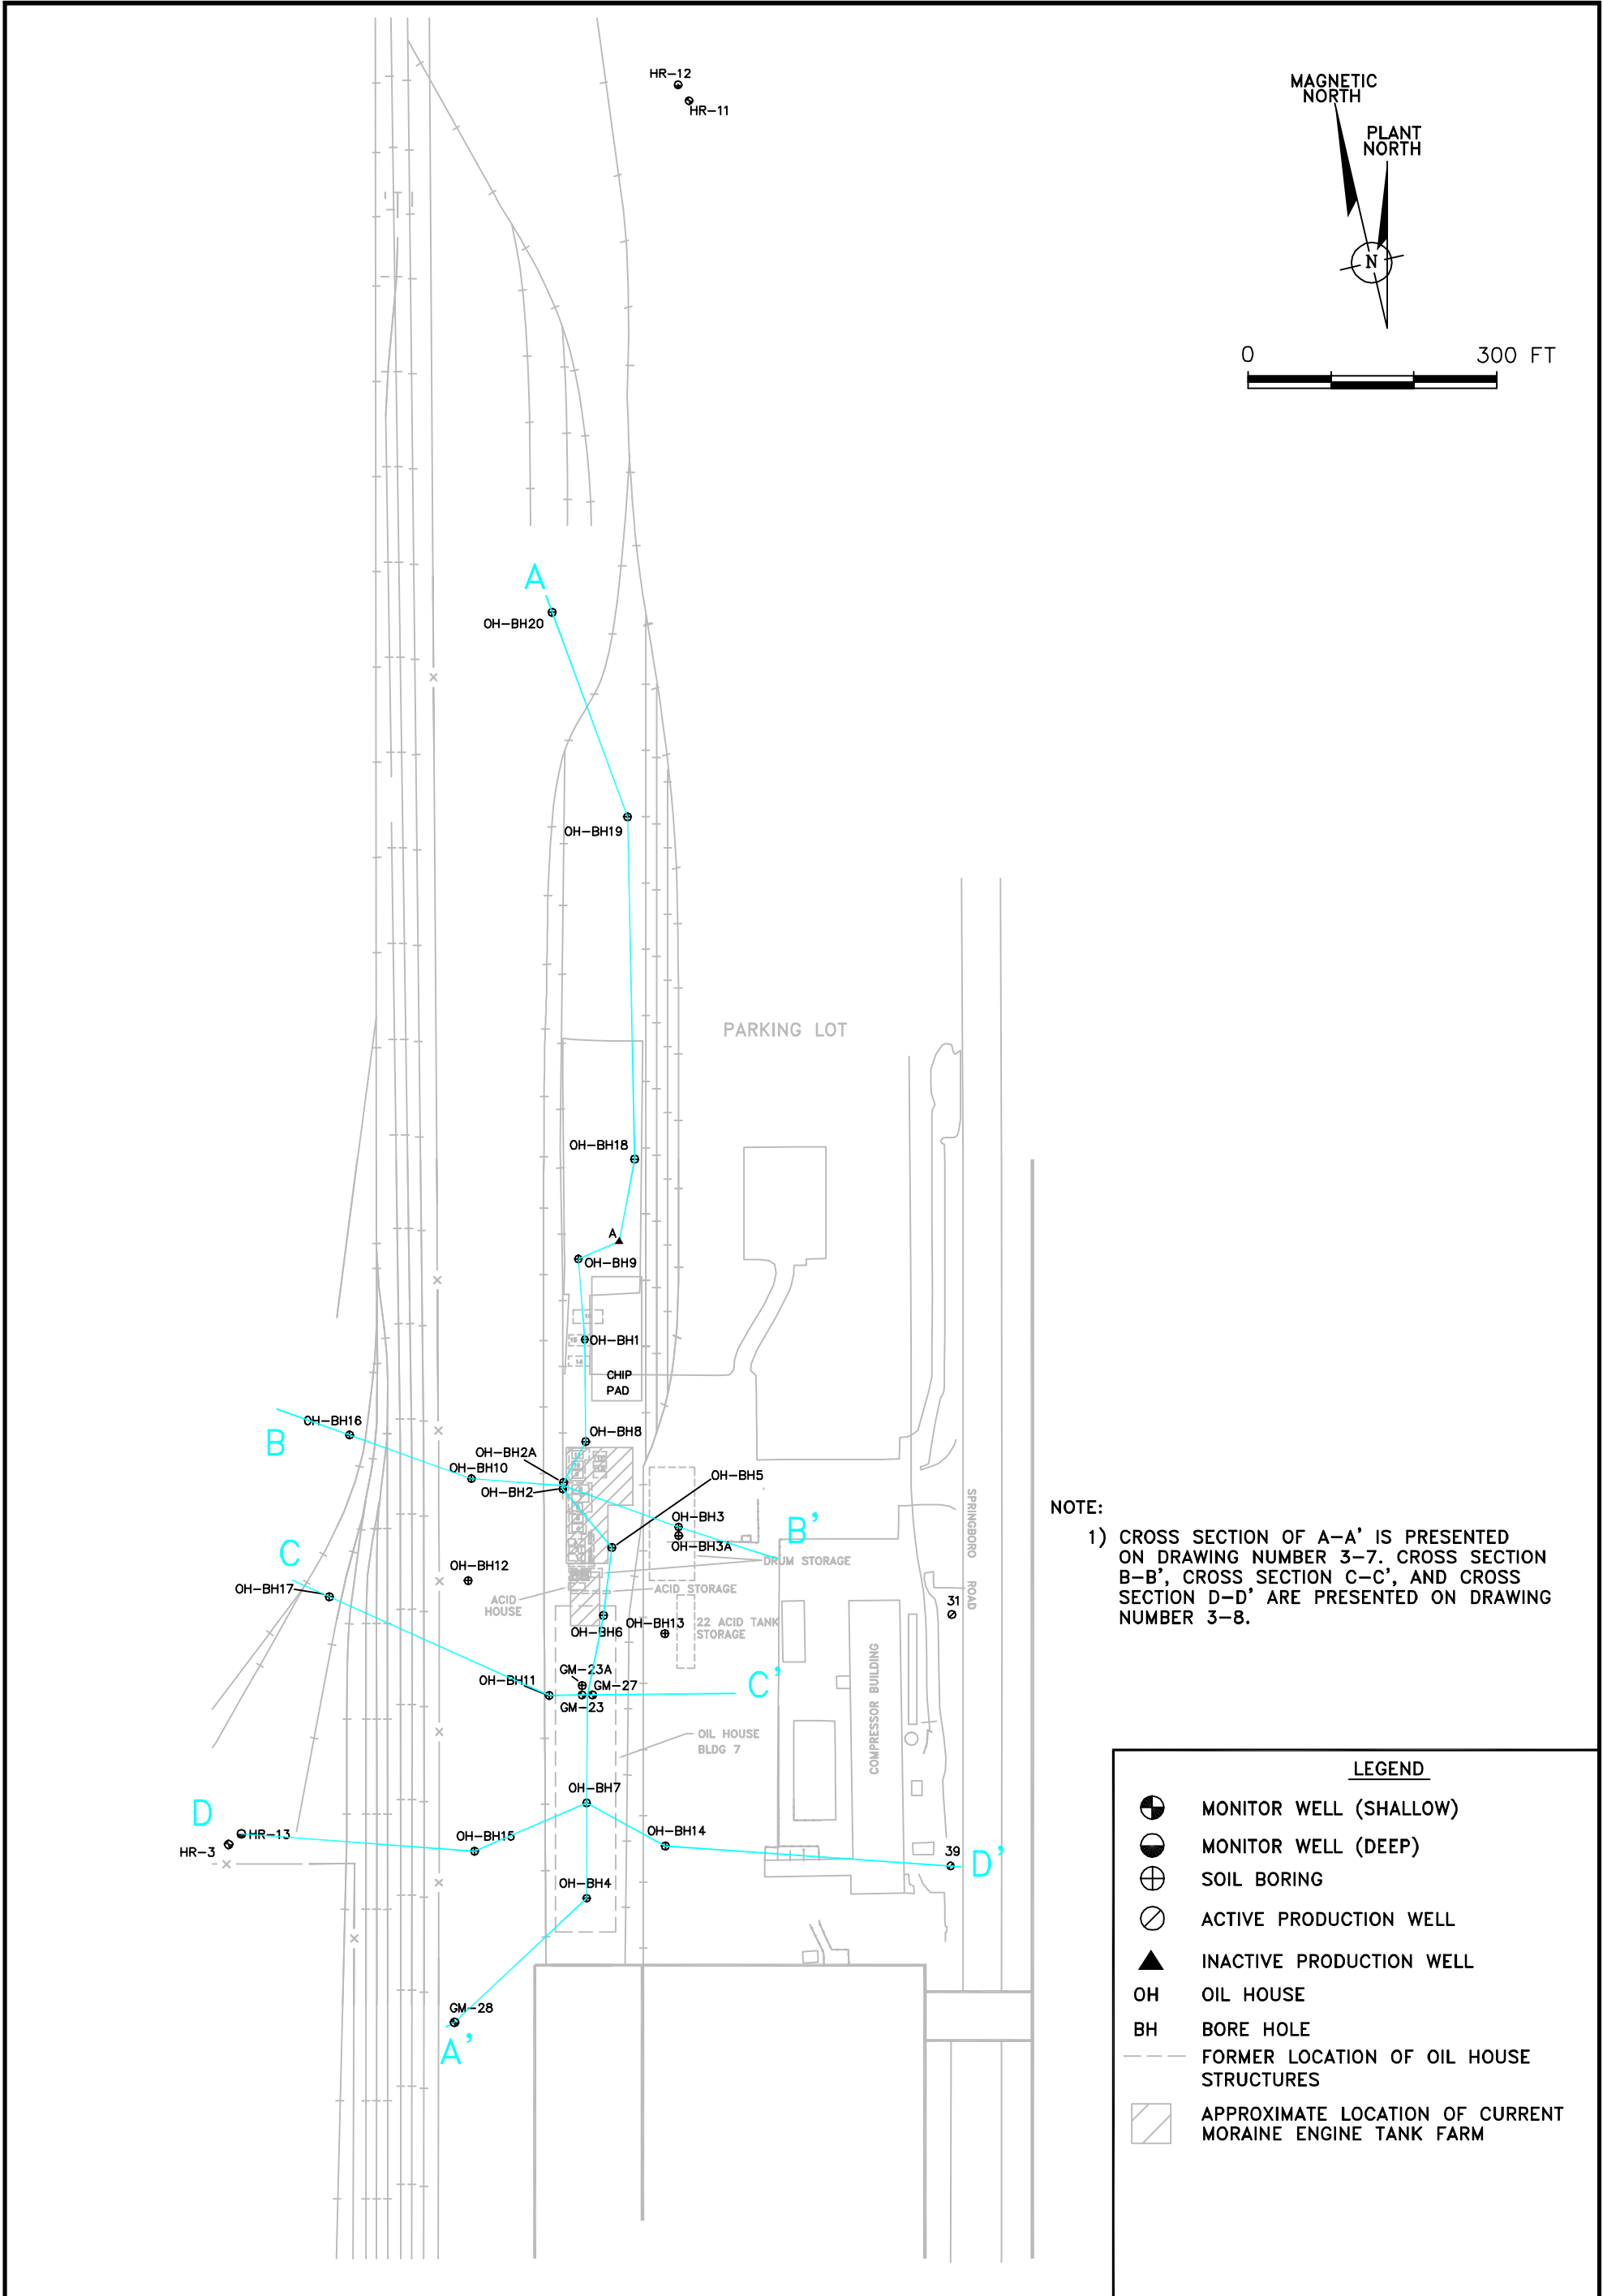 HR-12
HR-11
MAGNETIC
NORTH
PLANT
NORTH
N
0
300 FT
A
OH-BH20
OH-BH19
PARKING LOT
OH-BH18
A
OH-BH9
OH-BH1
CHIP
PAD
OH-BH16
B
OH-BH8
OH-BH2A
OH-BH10
OH-BH2
OH-BH5
OH-BH3
B'
OH-BH3A
DRUM STORAGE
C
OH-BH12
OH-BH17
ACID
HOUSE
ACID STORAGE
SPRINGBORO ROAD
31
OH-BH6
OH-BH13
22 ACID TANK
STORAGE
GM-23A
OH-BH11
GM-27
GM-23
C'
OIL HOUSE
BLDG 7
COMPRESSOR BUILDING
OH-BH7
D
HR-13
HR-3
OH-BH15
OH-BH14
39
D'
OH-BH4
GM-28
A'
NOTE:
1) CROSS SECTION OF A-A' IS PRESENTED
ON DRAWING NUMBER 3-7. CROSS SECTION
B-B', CROSS SECTION C-C', AND CROSS
SECTION D-D' ARE PRESENTED ON DRAWING
NUMBER 3-8.
LEGEND
MONITOR WELL (SHALLOW)
MONITOR WELL (DEEP)
SOIL BORING
ACTIVE PRODUCTION WELL
INACTIVE PRODUCTION WELL
OH OIL HOUSE
BH BORE HOLE
FORMER LOCATION OF OIL HOUSE
STRUCTURES
APPROXIMATE LOCATION OF CURRENT
MORAINE ENGINE TANK FARM